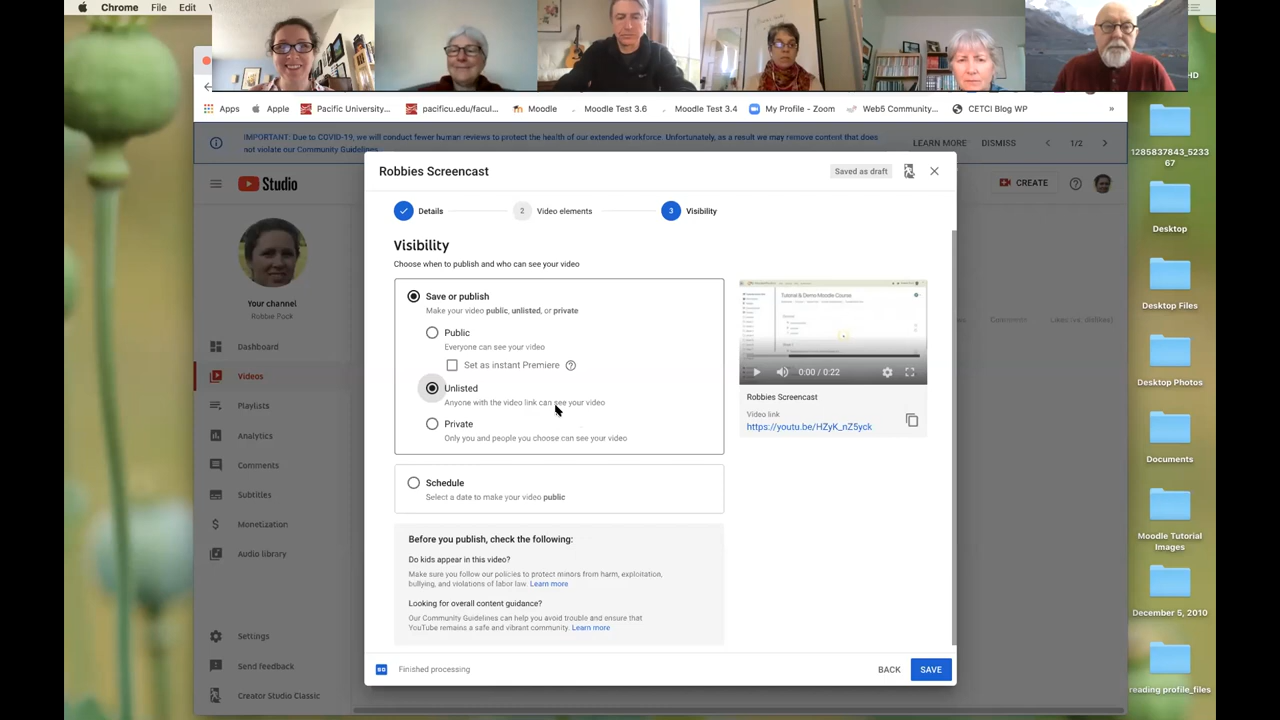 Chrome File Edit
HD
Apps Apple Pacific University... pacificu.edu/facul... Moodle Moodle Test 3.6 Moodle Test 3.4 My Profile - Zoom Web5 Community... CETCI Blog WP »
IMPORTANT: Due to COVID-19, we will conduct fewer human reviews to protect the health of our extended workforce. Unfortunately, as a result we may remove content that does
not violate our Community Guidelines.
LEARN MORE DISMISS 1/2
1285837843_5233
67
Studio
CREATE
Robbies Screencast
Saved as draft
Details 2 Video elements 3 Visibility
Visibility
Choose when to publish and who can see your video
Save or publish
Make your video public, unlisted, or private
Public
Everyone can see your video
Set as instant Premiere
Unlisted
Anyone with the video link can see your video
Private
Only you and people you choose can see your video
Schedule
Select a date to make your video public
Before you publish, check the following:
Do kids appear in this video?
Make sure you follow our policies to protect minors from harm, exploitation,
bullying, and violations of labor law. Learn more
Looking for overall content guidance?
Our Community Guidelines can help you avoid trouble and ensure that
YouTube remains a safe and vibrant community. Learn more
Finished processing
BACK SAVE
Tutorial & Demo Moodle Course
0:00 / 0:22
Robbies Screencast
Video link
https://youtu.be/HZyK_nZ5yck
Your channel
Robbie Pock
Dashboard
Videos
Playlists
Analytics
Comments
Subtitles
$ Monetization
Audio library
Settings
Send feedback
Creator Studio Classic
Comments Likes (vs. dislikes)
Desktop
Desktop Files
Desktop Photos
Documents
Moodle Tutorial
Images
December 5, 2010
reading profile_files